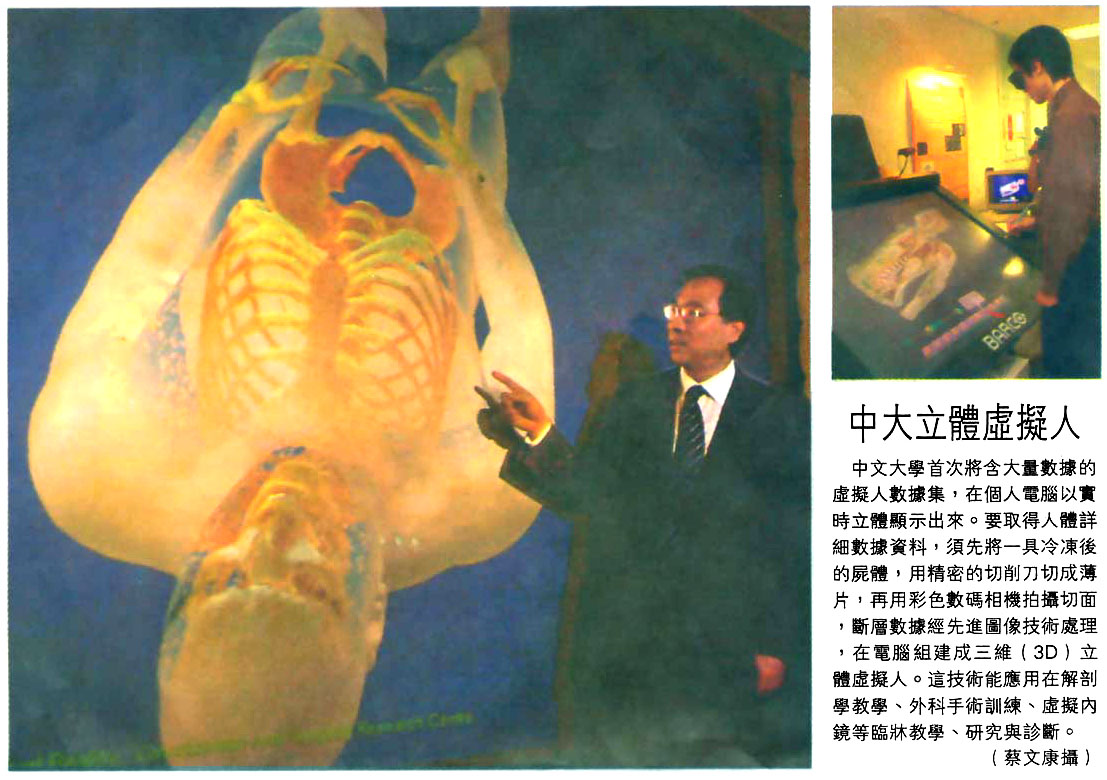 BARCO
中大立體虛擬人
中文大學首次將含大量數據的
虛擬人數據集，在個人電腦以實
時立體顯示出來。要取得人體詳
細數據資料，須先將一具冷凍後
的屍體，用精密的切削刀切成薄
片，再用彩色數碼相機拍攝切面
，斷層數據經先進圖像技術處理
，在電腦組建成三維（3D）立
體虛擬人。這技術能應用在解剖
學教學、外科手術訓練、虛擬內
鏡等臨牀教學、研究與診斷。
（蔡文康攝）
Research Centre